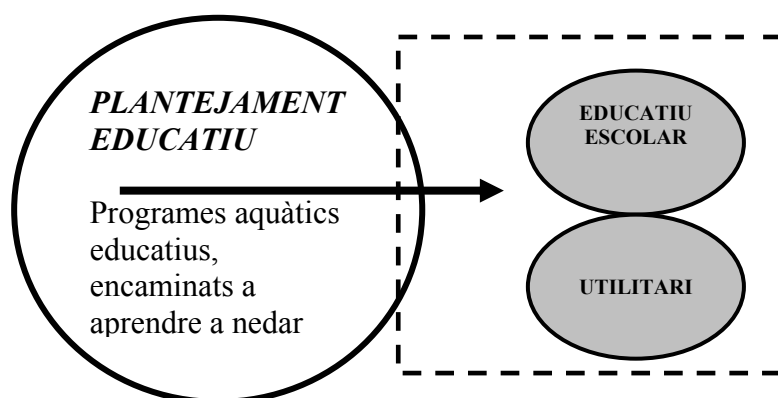 PLANTEJAMENT
EDUCATIU
Programes aquàtics
educatius,
encaminats a
aprendre a nedar
EDUCATIU
ESCOLAR
UTILITARI